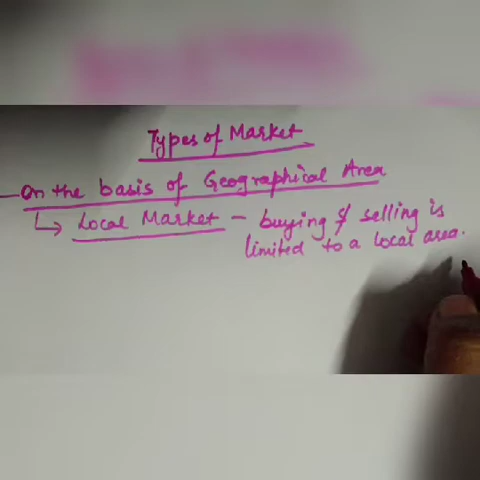 Types of Market
On the basis of Geographical Area
↳ Local Market - buying & selling is
limited to a local area.